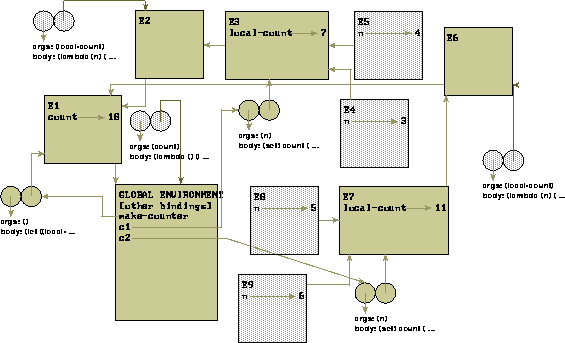 E2
E3
local-count 7
E5
n 4
E6
args: (local-count)
body: (lambda (n) ( ...
E1
count 18
args: (count)
body: (lambda () () ...
args: (n)
body: (set! count ( ...
E4
n 3
args: (local-count)
body: (lambda (n) ( ...
GLOBAL ENVIRONMENT
[other bindings]
make-counter
c1
c2
args: ()
body: (let ((local- ...
E8
n 5
E7
local-count 11
E9
n 6
args: (n)
body: (set! count ( ...